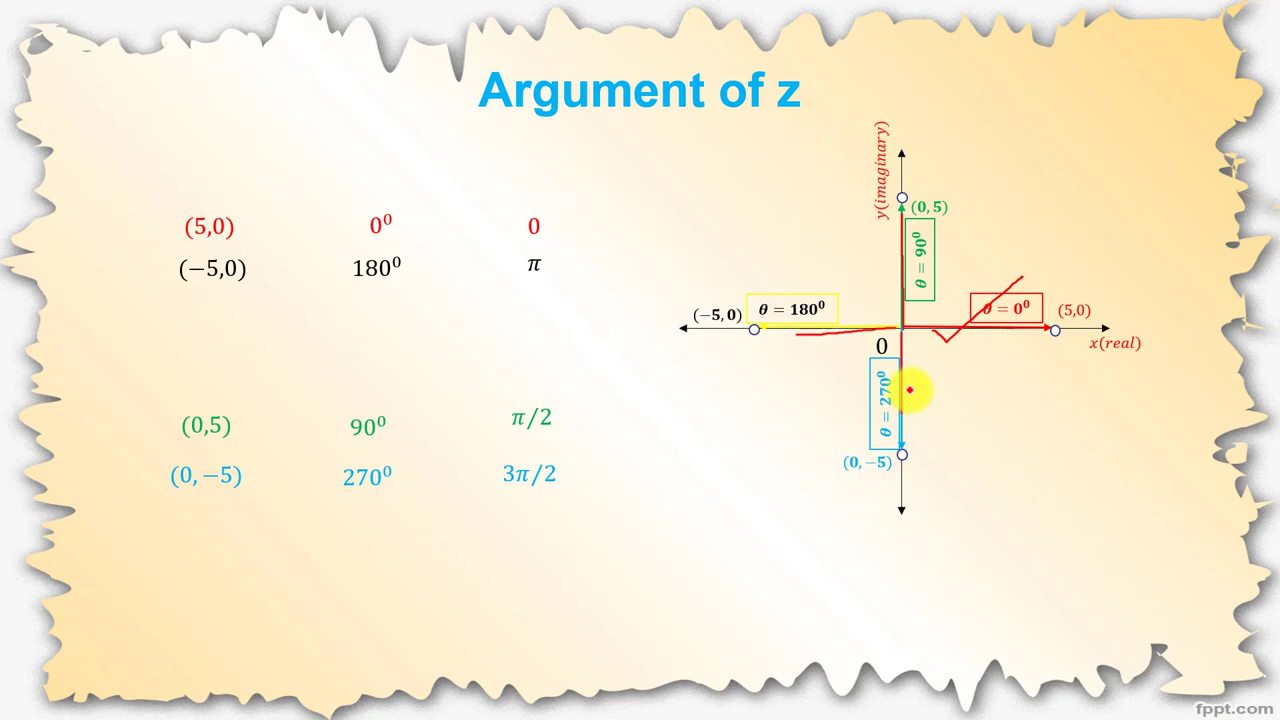 Argument of z
(5,0) 0⁰ 0
(−5,0) 180⁰ π
(0,5) 90⁰ π/2
(0,−5) 270⁰ 3π/2
y(imaginary)
(0,5)
θ = 90⁰
(−5,0)
θ = 180⁰
θ = 0⁰
(5,0)
x(real)
0
θ = 270⁰
(0,−5)
fppt.com